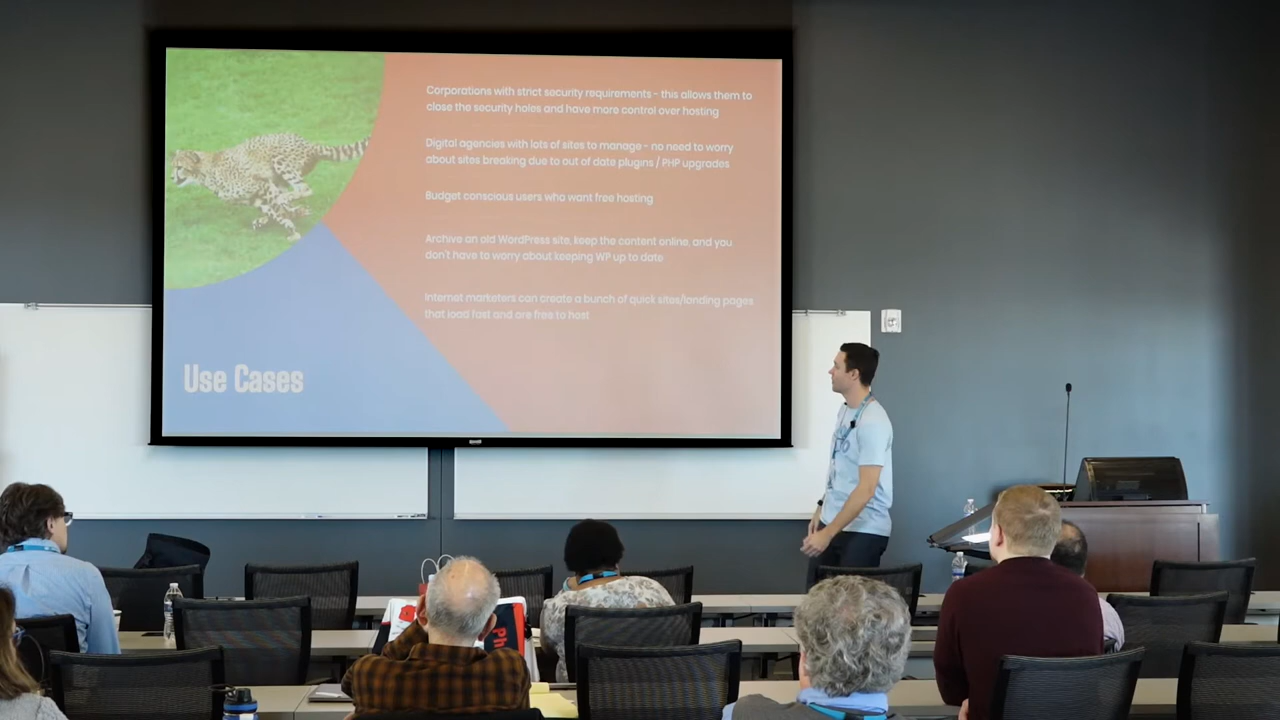 Corporations with strict security requirements - this allows them to
close the security holes and have more control over hosting
Digital agencies with lots of sites to manage - no need to worry
about sites breaking due to out of date plugins / PHP upgrades
Budget conscious users who want free hosting
Archive an old WordPress site, keep the content online, and you
don't have to worry about keeping WP up to date
Internet marketers can create a bunch of quick sites/landing pages
that load fast and are free to host
Use Cases
Ph